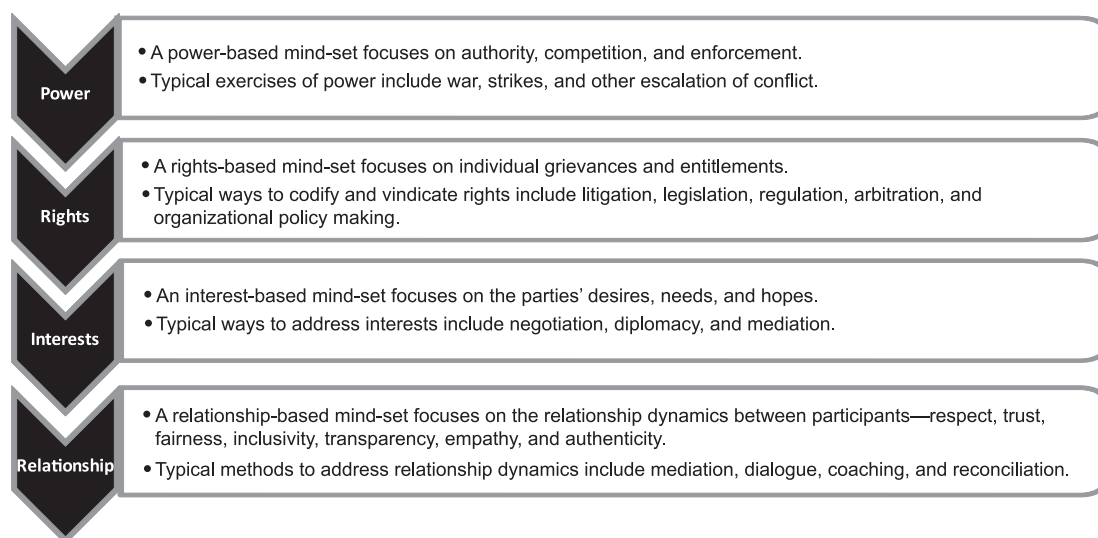 Power
• A power-based mind-set focuses on authority, competition, and enforcement.
• Typical exercises of power include war, strikes, and other escalation of conflict.
Rights
• A rights-based mind-set focuses on individual grievances and entitlements.
• Typical ways to codify and vindicate rights include litigation, legislation, regulation, arbitration, and
organizational policy making.
Interests
• An interest-based mind-set focuses on the parties’ desires, needs, and hopes.
• Typical ways to address interests include negotiation, diplomacy, and mediation.
Relationship
• A relationship-based mind-set focuses on the relationship dynamics between participants—respect, trust,
fairness, inclusivity, transparency, empathy, and authenticity.
• Typical methods to address relationship dynamics include mediation, dialogue, coaching, and reconciliation.